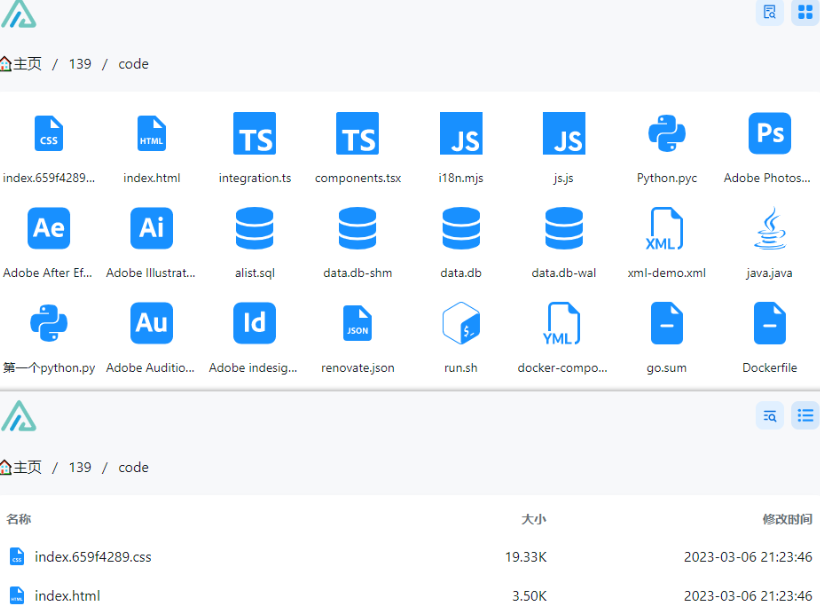 主页 / 139 / code
CSS HTML TS TS JS JS Ps
index.659f4289... index.html integration.ts components.tsx i18n.mjs js.js Python.pyc Adobe Photos...
Ae Ai XML
Adobe After Ef... Adobe Illustrat... alist.sql data.db-shm data.db data.db-wal xml-demo.xml java.java
Au Id JSON $_ YML
第一个python.py Adobe Auditio... Adobe indesig... renovate.json run.sh docker-compo... go.sum Dockerfile
主页 / 139 / code
名称 大小 修改时间
CSS index.659f4289.css 19.33K 2023-03-06 21:23:46
HTML index.html 3.50K 2023-03-06 21:23:46